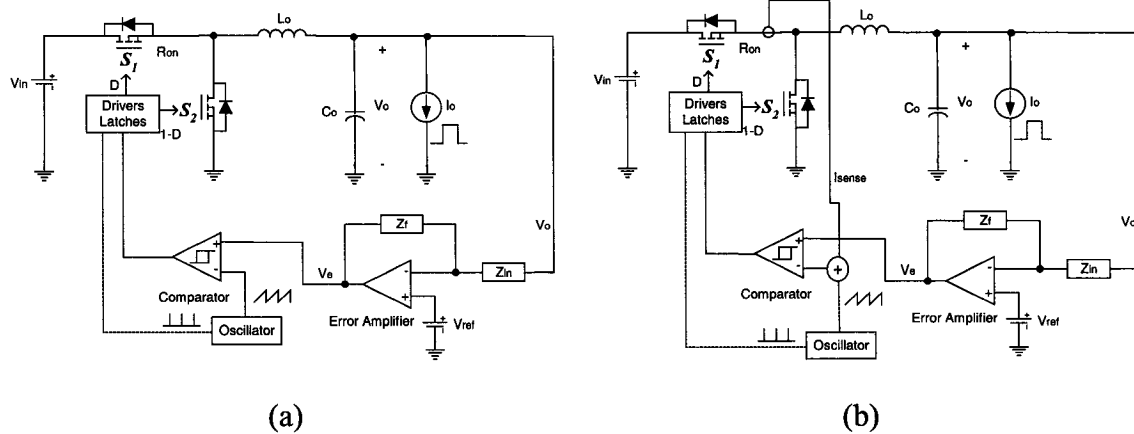 Lo
Ron
S1
Vin
+
D
Drivers
Latches
S2
1-D
Co
Vo
Io
-
Zf
Vo
Ve
+
-
Zin
-
+
Comparator
Error Amplifier
Vref
Oscillator
(a)
Lo
Ron
S1
Vin
+
D
Drivers
Latches
S2
1-D
Co
Vo
Io
-
Isense
Zf
Vo
Ve
+
-
+
Zin
-
+
Comparator
Error Amplifier
Vref
Oscillator
(b)